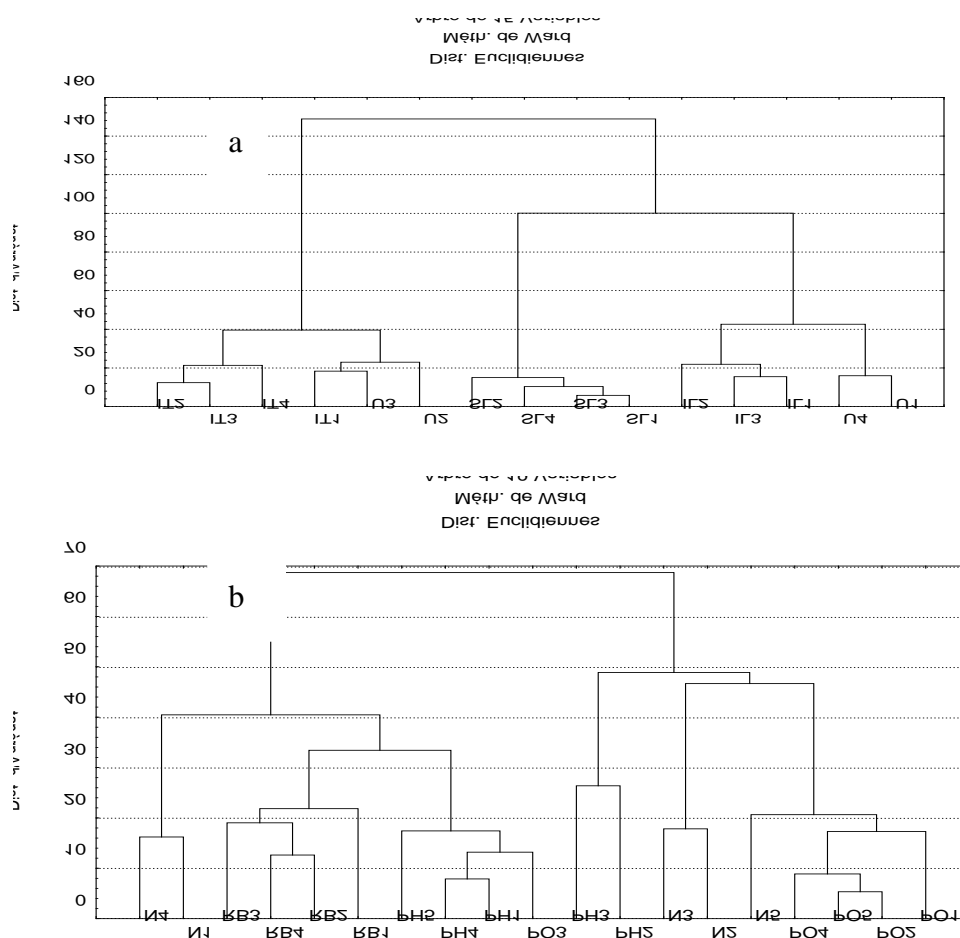 Arbre de 15 Variables
Méth. de Ward
Dist. Euclidiennes
160
140
120
100
80
60
40
20
0
a
IT2 IT4 IT1 U3 SL2 SL3 IL2 IL1 U1
IT3 U2 SL4 SL1 IL3 U4
Arbre de 19 Variables
Méth. de Ward
Dist. Euclidiennes
70
60
50
40
30
20
10
0
b
N4 RB3 RB2 PH5 PH1 PH3 N3 N5 PO5 PO1
N1 RB4 RB1 PH4 PO3 PH2 N2 PO4 PO2